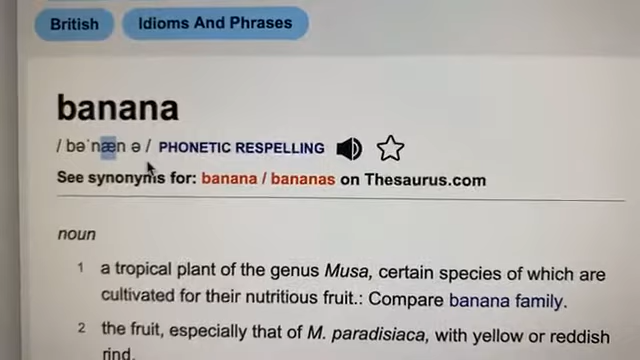 British
Idioms And Phrases
banana
/ bəˈnæn ə / PHONETIC RESPELLING
See synonyms for: banana / bananas on Thesaurus.com
noun
1 a tropical plant of the genus Musa, certain species of which are
cultivated for their nutritious fruit.: Compare banana family.
2 the fruit, especially that of M. paradisiaca, with yellow or reddish
rind.